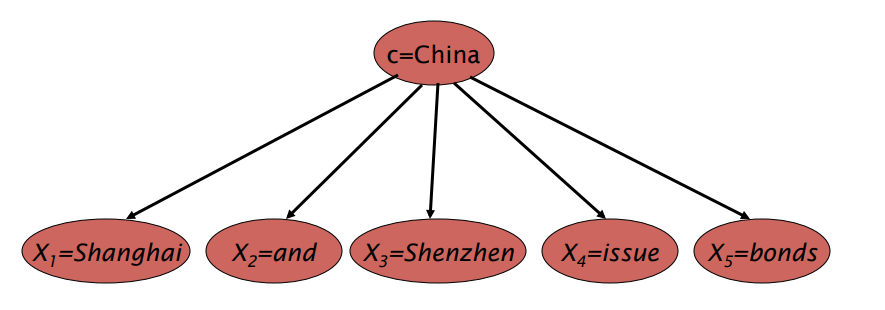 c=China
X1=Shanghai
X2=and
X3=Shenzhen
X4=issue
X5=bonds